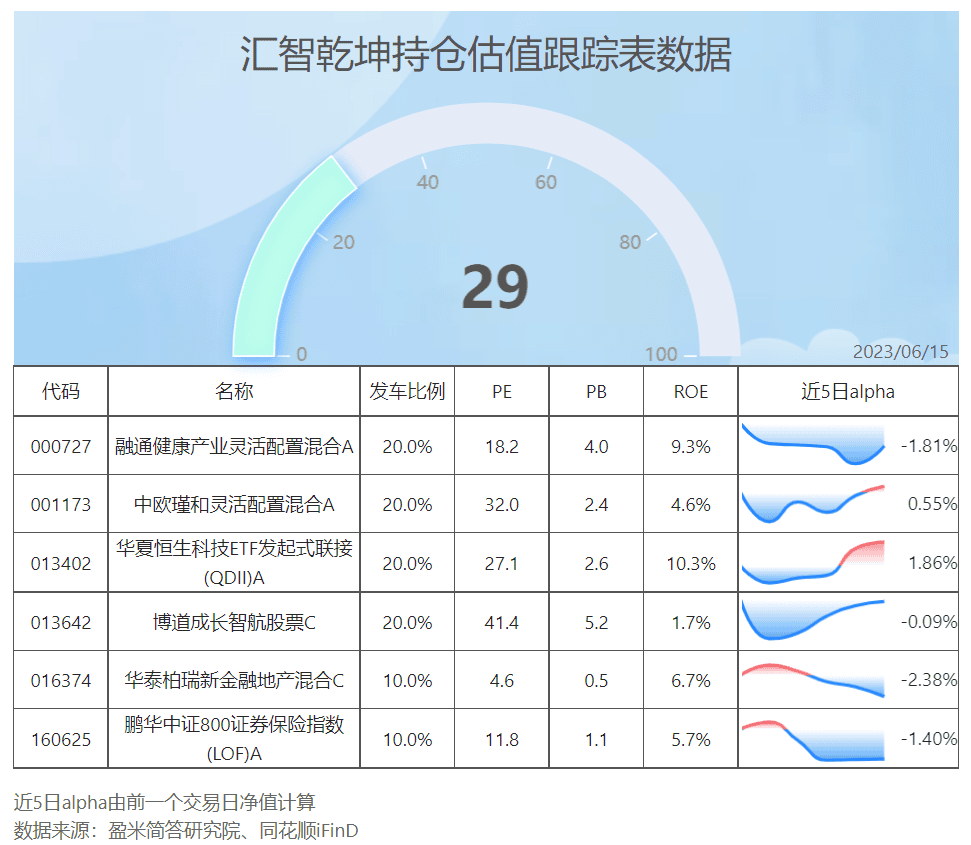 汇智乾坤持仓估值跟踪表数据
40 60
20 80
29
0 100
2023/06/15
代码 名称 发车比例 PE PB ROE 近5日alpha
000727 融通健康产业灵活配置混合A 20.0% 18.2 4.0 9.3% -1.81%
001173 中欧瑾和灵活配置混合A 20.0% 32.0 2.4 4.6% 0.55%
013402 华夏恒生科技ETF发起式联接
(QDII)A 20.0% 27.1 2.6 10.3% 1.86%
013642 博道成长智航股票C 20.0% 41.4 5.2 1.7% -0.09%
016374 华泰柏瑞新金融地产混合C 10.0% 4.6 0.5 6.7% -2.38%
160625 鹏华中证800证券保险指数
(LOF)A 10.0% 11.8 1.1 5.7% -1.40%
近5日alpha由前一个交易日净值计算
数据来源：盈米简答研究院、同花顺iFinD